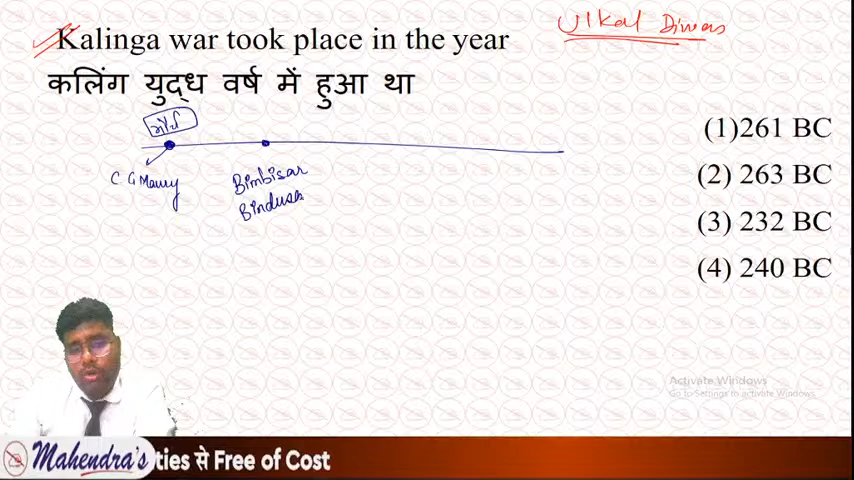 Kalinga war took place in the year
Utkal Diwas
कलिंग युद्ध वर्ष में हुआ था
मौर्य
C G Maury
Bimbisar
Bindusa
(1)261 BC
(2) 263 BC
(3) 232 BC
(4) 240 BC
Activate Windows
Go to Settings to activate Windows.
Mahendra's
ties से Free of Cost